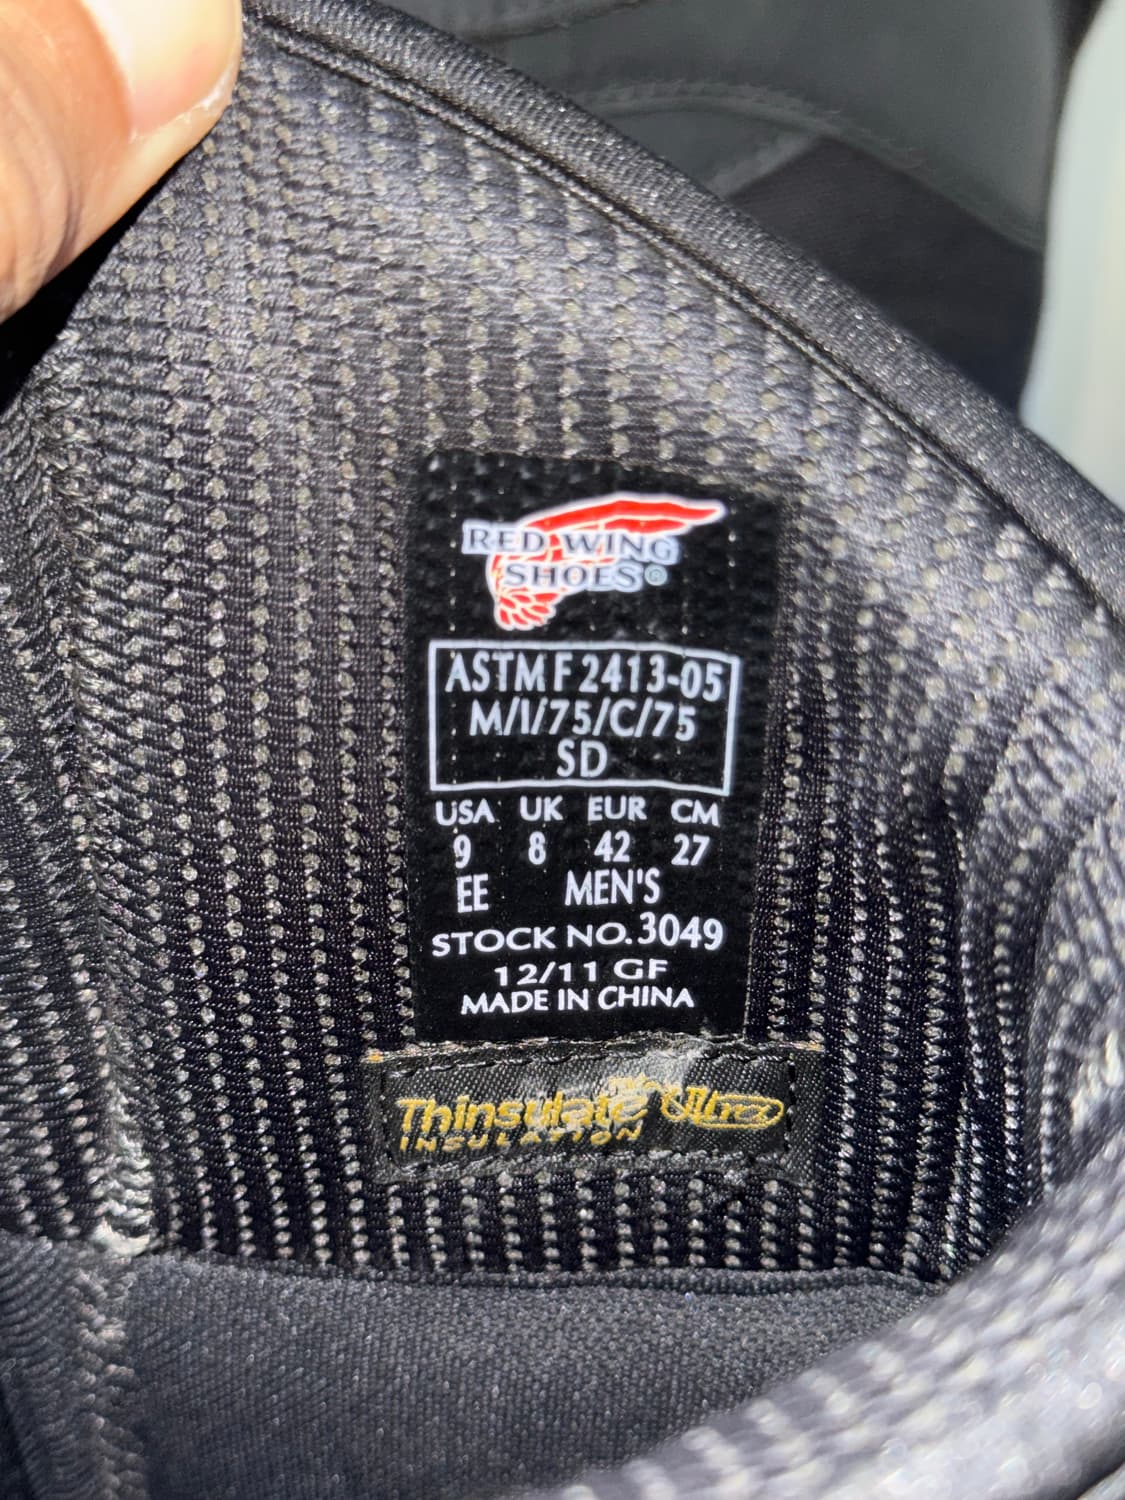 RED WING
SHOES®
ASTM F 2413-05
M/I/75/C/75
SD
USA UK EUR CM
9 8 42 27
EE MEN'S
STOCK NO. 3049
12/11 GF
MADE IN CHINA
Thinsulate™ Ultra
INSULATION